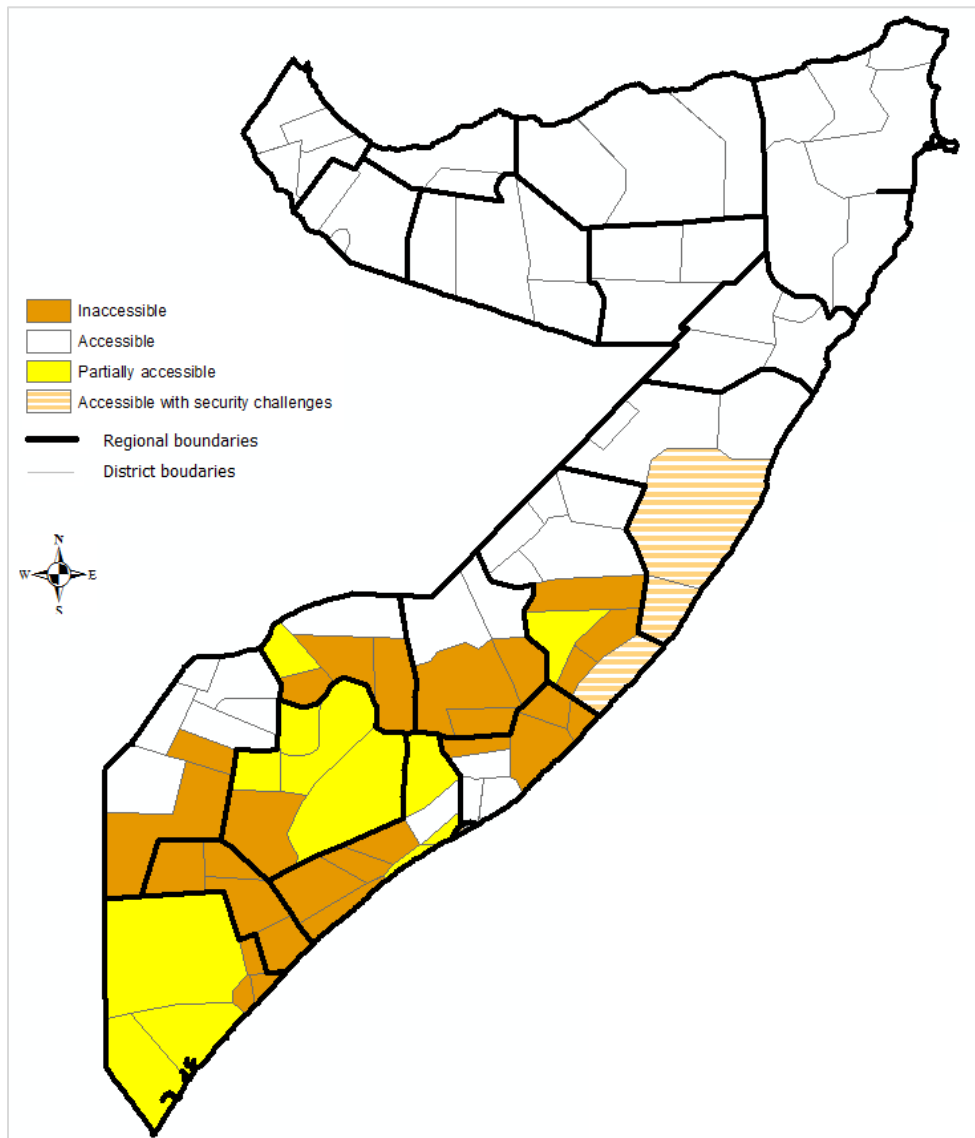 Inaccessible
Accessible
Partially accessible
Accessible with security challenges
Regional boundaries
District boudaries
N
W E
S